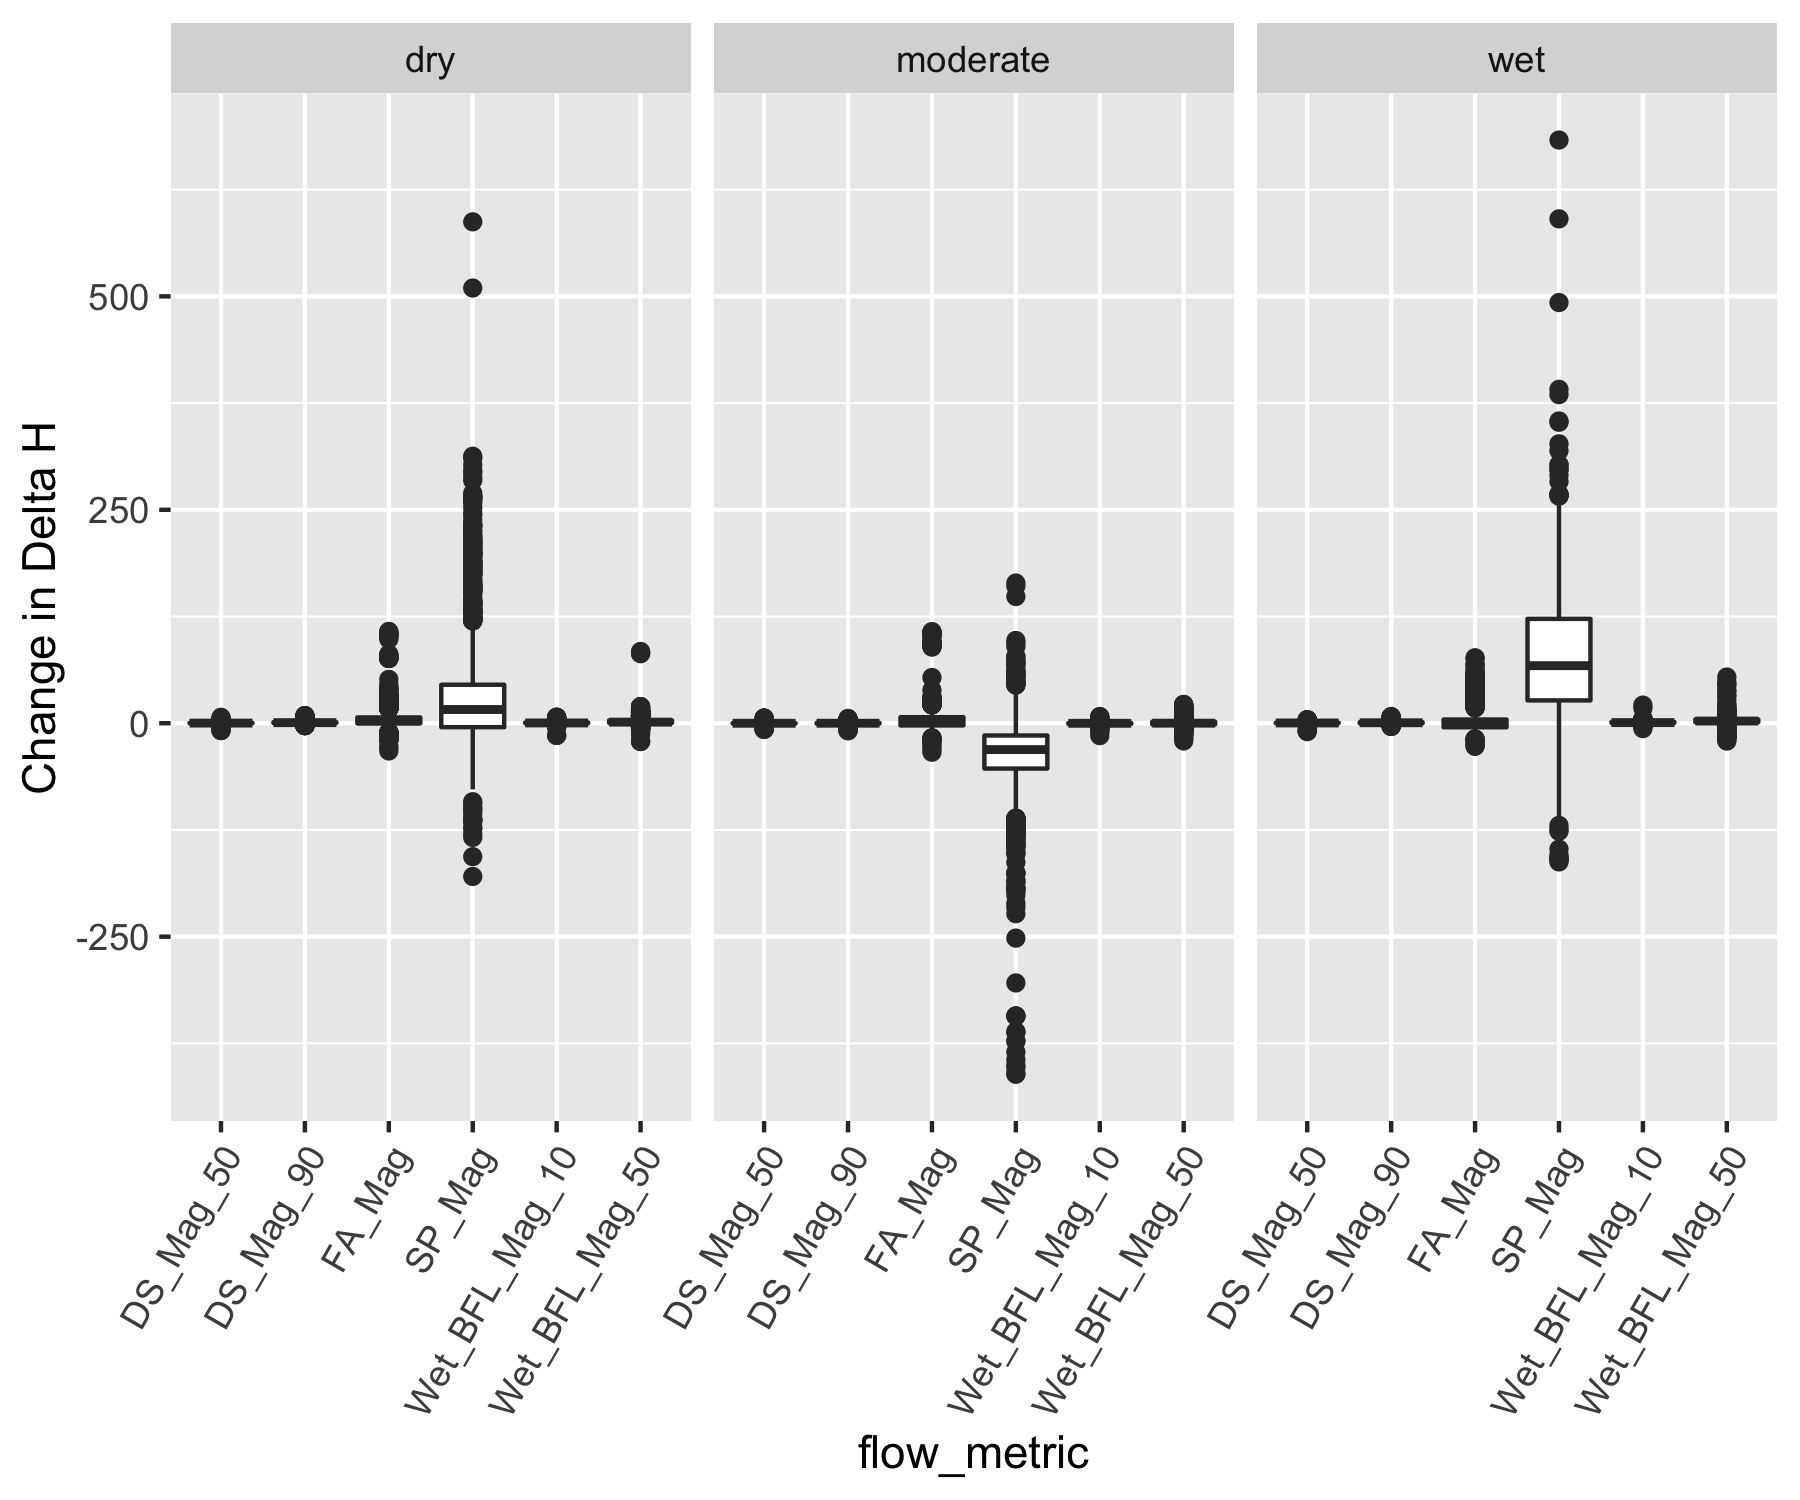 dry
moderate
wet
Change in Delta H
500
250
0
-250
DS_Mag_50
DS_Mag_90
FA_Mag
SP_Mag
Wet_BFL_Mag_10
Wet_BFL_Mag_50
DS_Mag_50
DS_Mag_90
FA_Mag
SP_Mag
Wet_BFL_Mag_10
Wet_BFL_Mag_50
DS_Mag_50
DS_Mag_90
FA_Mag
SP_Mag
Wet_BFL_Mag_10
Wet_BFL_Mag_50
flow_metric